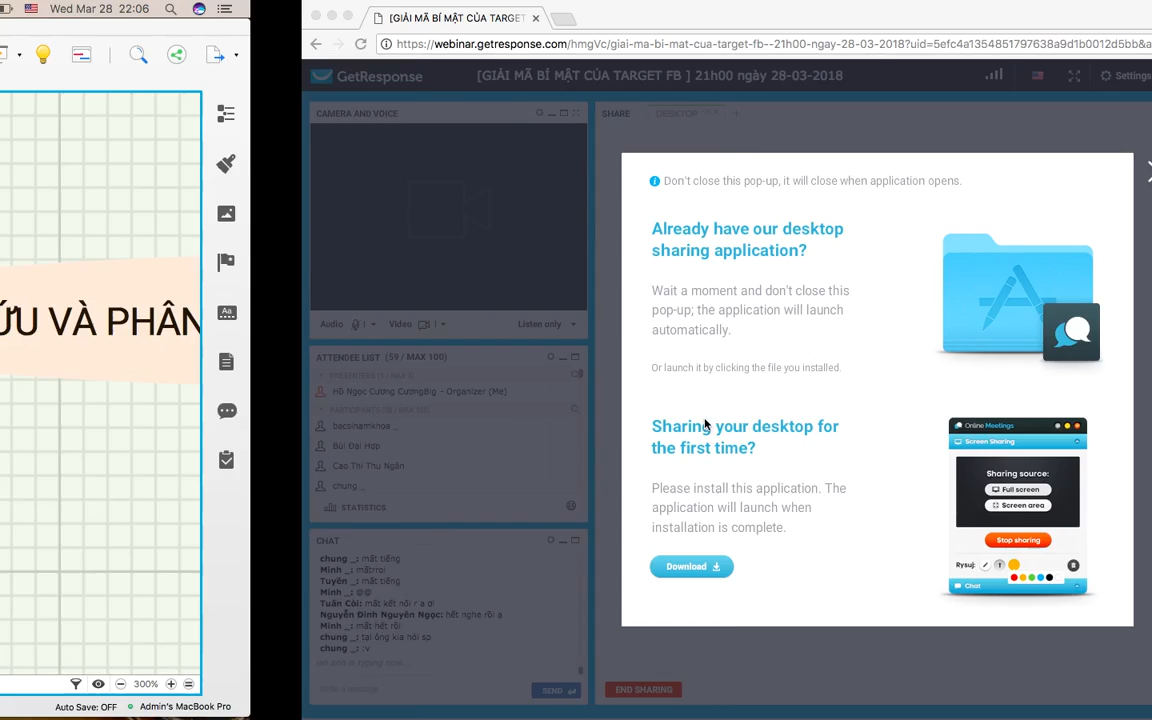 Wed Mar 28 22:06
ỨU VÀ PHÂN
Aa
300%
Auto Save: OFF
Admin's MacBook Pro
[GIẢI MÃ BÍ MẬT CỦA TARGET
https://webinar.getresponse.com/hmgVc/giai-ma-bi-mat-cua-target-fb--21h00-ngay-28-03-2018?uid=5efc4a1354851797638a9d1b0012d5bb&a
GetResponse
[GIẢI MÃ BÍ MẬT CỦA TARGET FB ] 21h00 ngày 28-03-2018
Settings
CAMERA AND VOICE
Audio
Video
Listen only
ATTENDEE LIST (59 / MAX 100)
Hồ Ngọc Cương CươngBig - Organizer (Me)
bacsinamkhoa _
Bùi Đại Hợp
Cao Thi Thu Ngân
chung _
STATISTICS
CHAT
chung _: mất tiếng
Minh _: mấtrroi
Tuyên _: mất tiếng
Minh _: @@
Tuấn Còi: mất kết nối r a ơi
Nguyễn Đình Nguyên Ngọc: hết nghe rồi ạ
Minh _: mất hết rồi
chung _: tại ông kia hỏi sp
chung _: :v
SEND
SHARE
DESKTOP
END SHARING
Don't close this pop-up, it will close when application opens.
Already have our desktop
sharing application?
Wait a moment and don't close this
pop-up; the application will launch
automatically.
Or launch it by clicking the file you installed.
Sharing your desktop for
the first time?
Please install this application. The
application will launch when
installation is complete.
Download
Online Meetings
Screen Sharing
Sharing source:
Full screen
Screen area
Stop sharing
Rysuj:
T
Chat